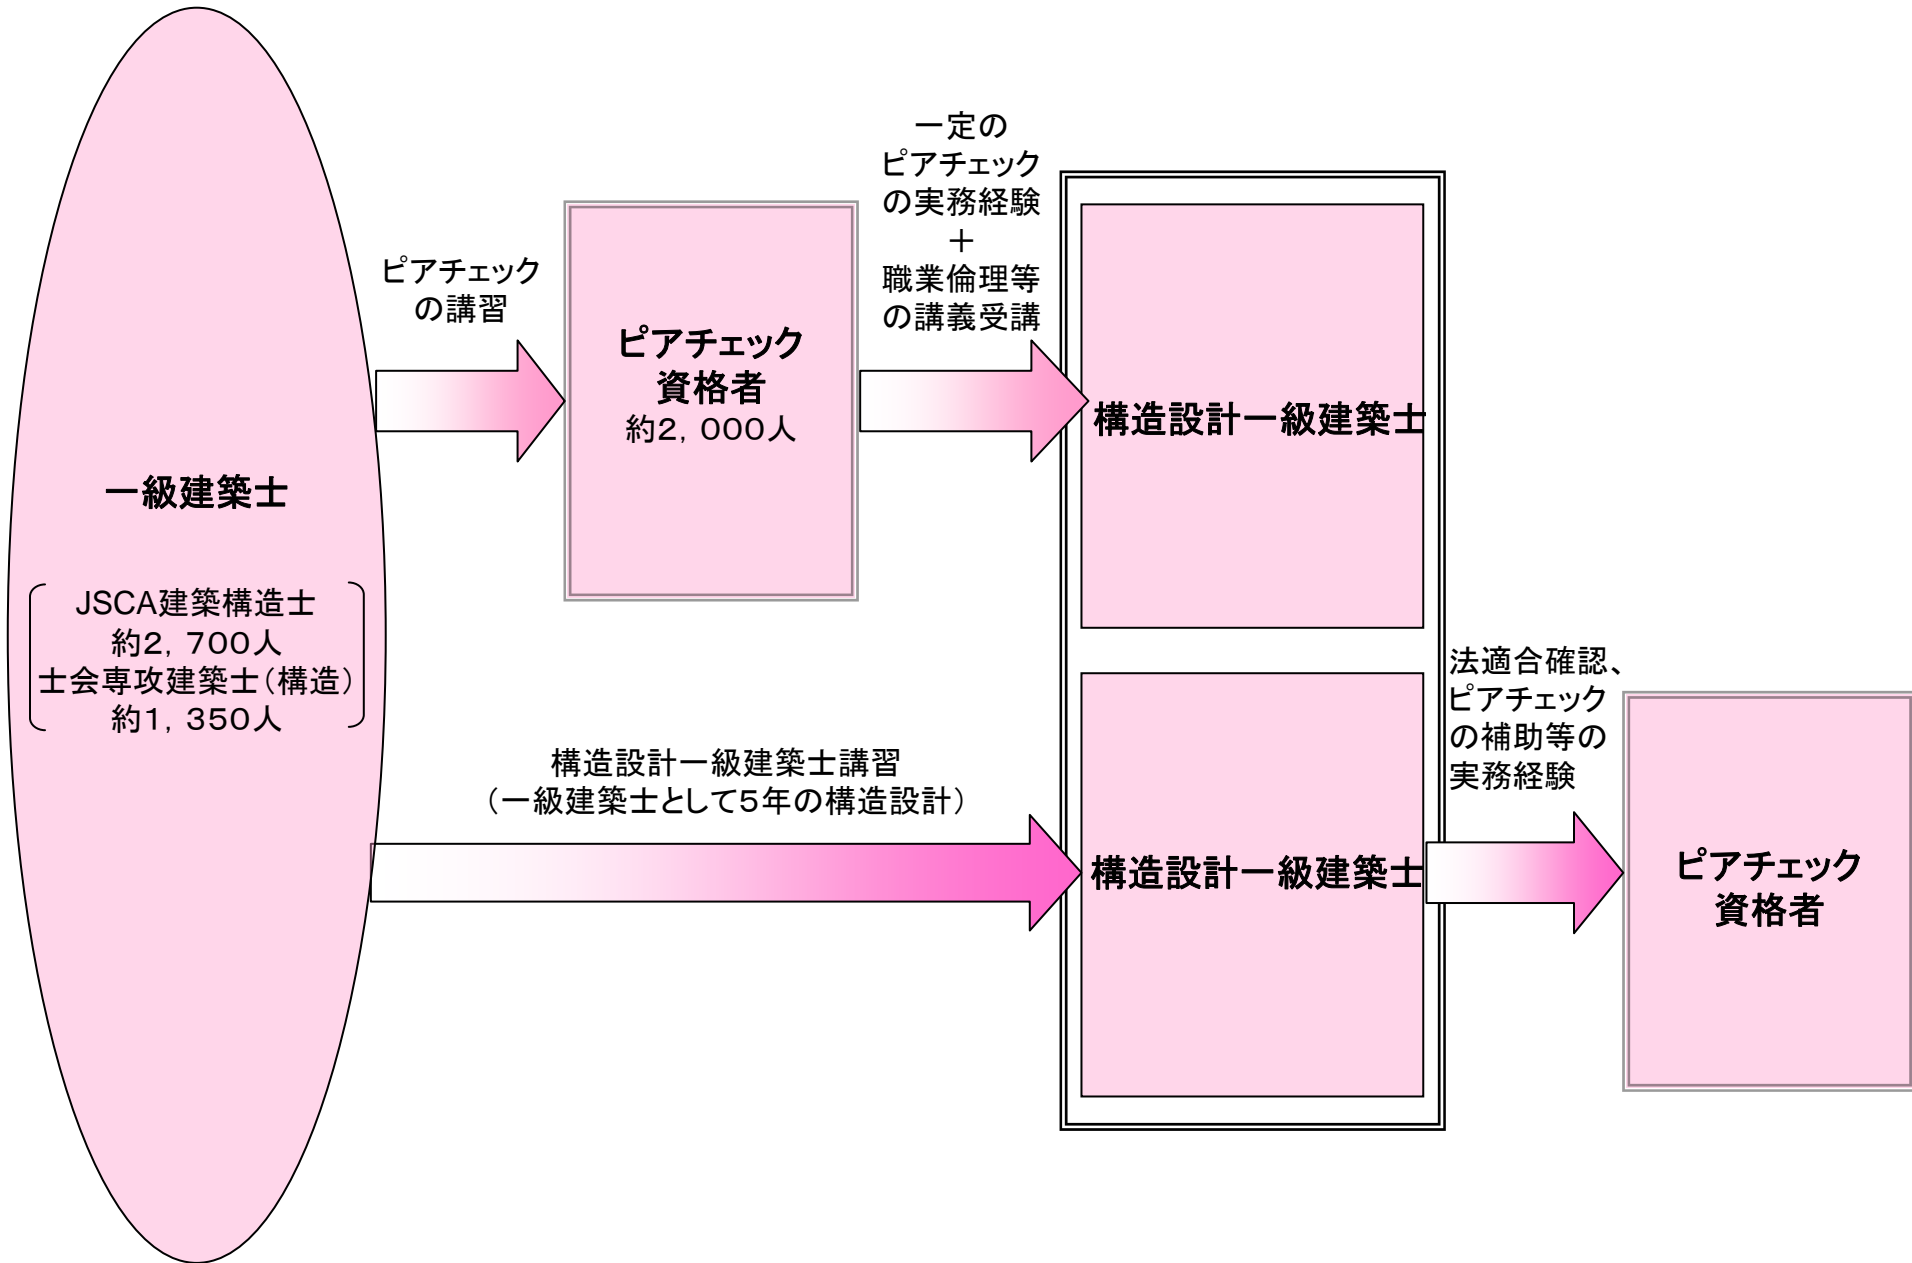 一級建築士
JSCA建築構造士
約2，700人
士会専攻建築士（構造）
約1，350人
ピアチェック
の講習
ピアチェック
資格者
約2，000人
一定の
ピアチェック
の実務経験
＋
職業倫理等
の講義受講
構造設計一級建築士
構造設計一級建築士講習
（一級建築士として5年の構造設計）
構造設計一級建築士
法適合確認、
ピアチェック
の補助等の
実務経験
ピアチェック
資格者